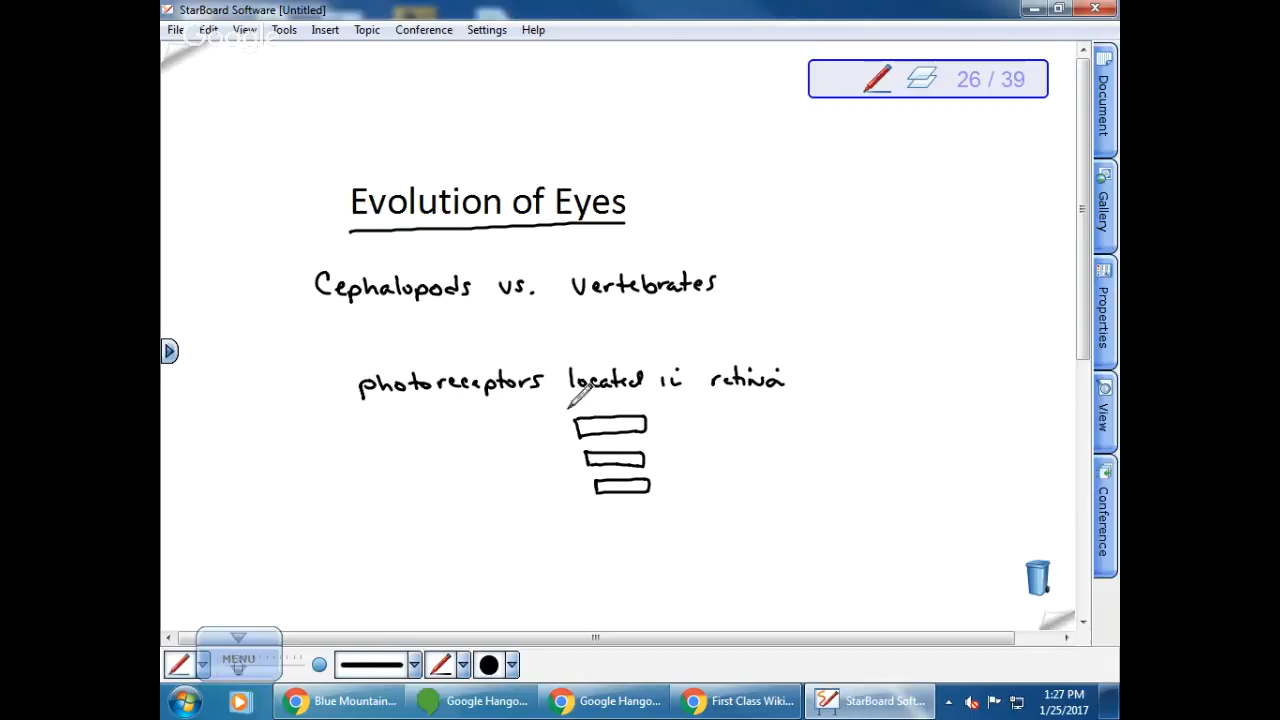 StarBoard Software [Untitled]
File Edit View Tools Insert Topic Conference Settings Help
Google
26 / 39
Document
Gallery
Properties
View
Conference
Evolution of Eyes
Cephalopods vs. vertebrates
photoreceptors located in retina
MENU
Blue Mountain... Google Hango... Google Hango... First Class Wiki... StarBoard Soft...
1:27 PM
1/25/2017